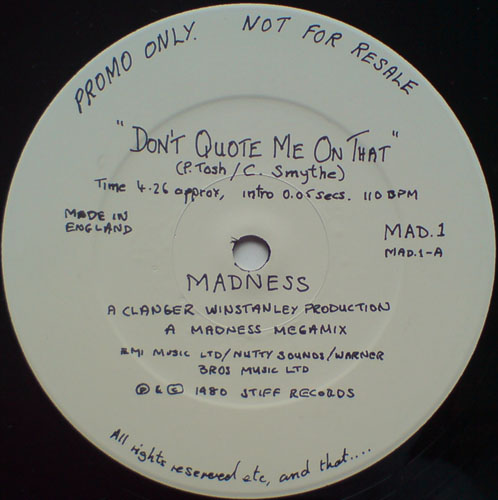 PROMO ONLY. NOT FOR RESALE
"DON'T QUOTE ME ON THAT"
(P. Tosh / C. Smythe)
Time 4.26 approx, intro 0.05 secs. 110 BPM
MADE IN
ENGLAND
MAD.1
MAD.1-A
MADNESS
A CLANGER WINSTANLEY PRODUCTION
A MADNESS MEGAMIX
EMI MUSIC LTD/NUTTY SOUNDS/WARNER
BROS MUSIC LTD
Ⓟ & © 1980 STIFF RECORDS
All rights reserved etc, and that....